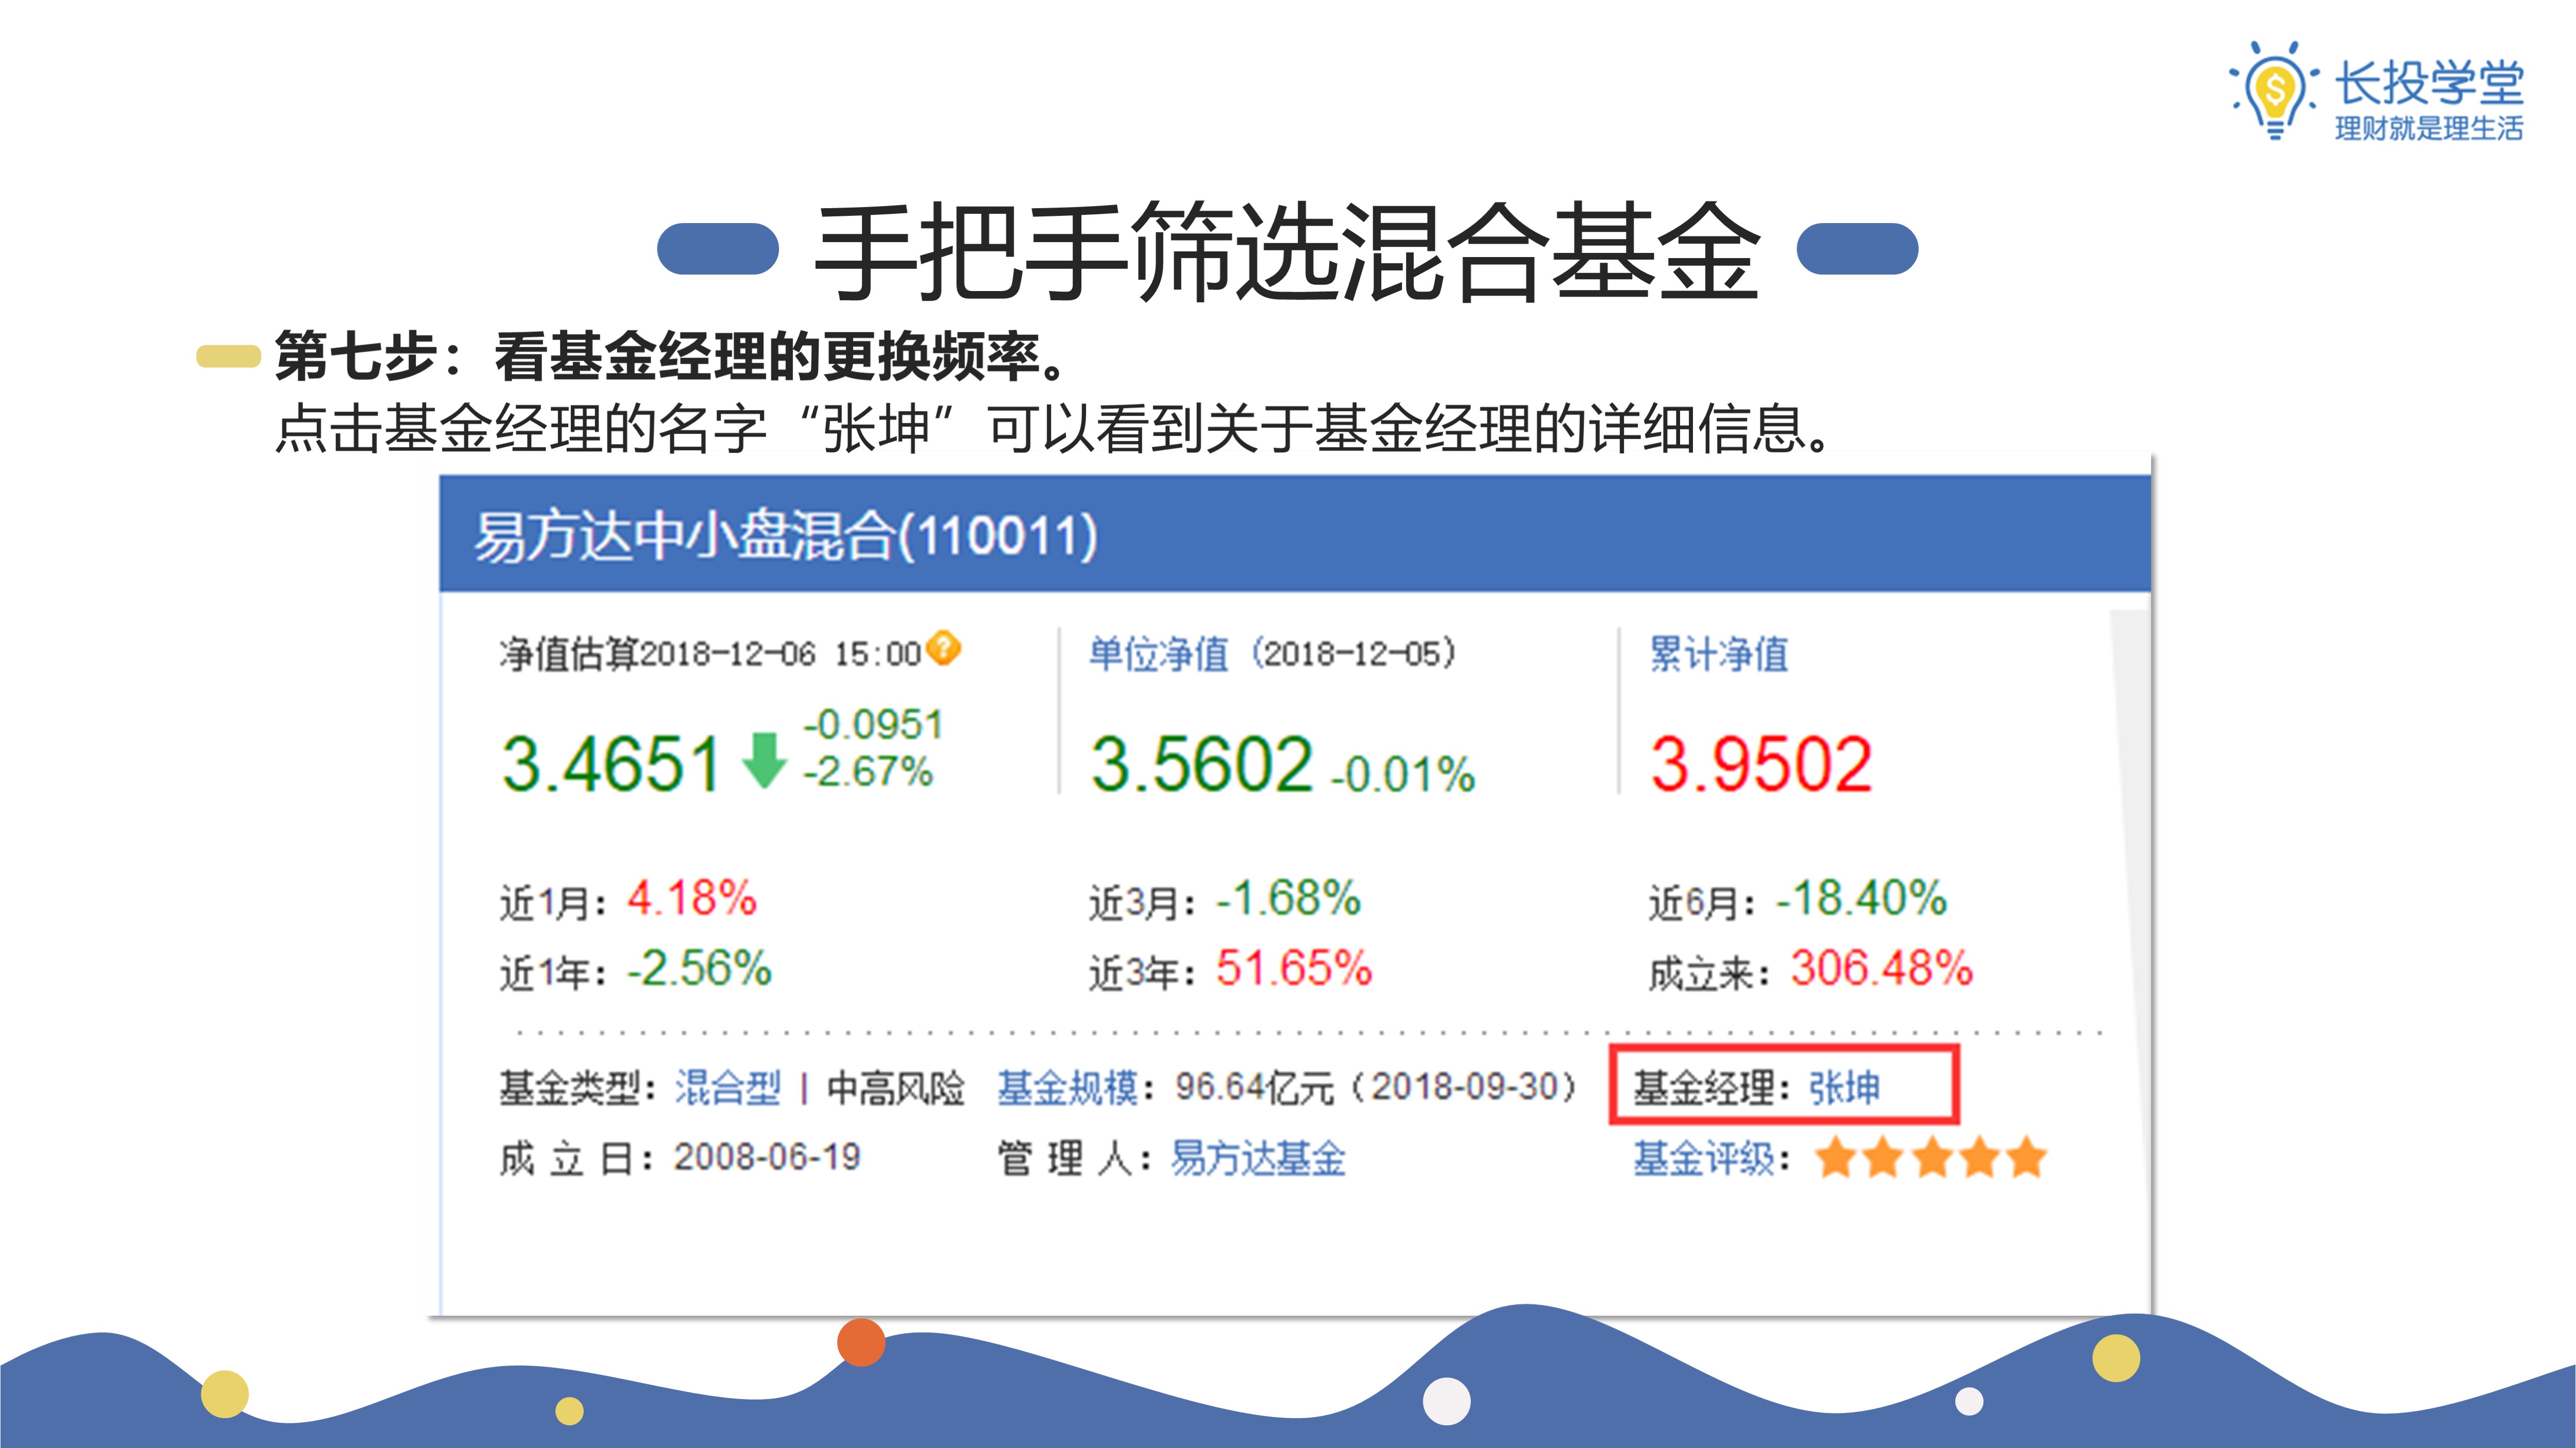 长投学堂
理财就是理生活
手把手筛选混合基金
第七步：看基金经理的更换频率。
点击基金经理的名字“张坤”可以看到关于基金经理的详细信息。
易方达中小盘混合(110011)
净值估算2018-12-06 15:00 ?
单位净值（2018-12-05）
累计净值
3.4651 -0.0951 -2.67%
3.5602 -0.01%
3.9502
近1月：4.18% 近3月：-1.68% 近6月：-18.40%
近1年：-2.56% 近3年：51.65% 成立来：306.48%
基金类型：混合型 | 中高风险 基金规模：96.64亿元（2018-09-30） 基金经理：张坤
成 立 日：2008-06-19 管 理 人：易方达基金 基金评级：